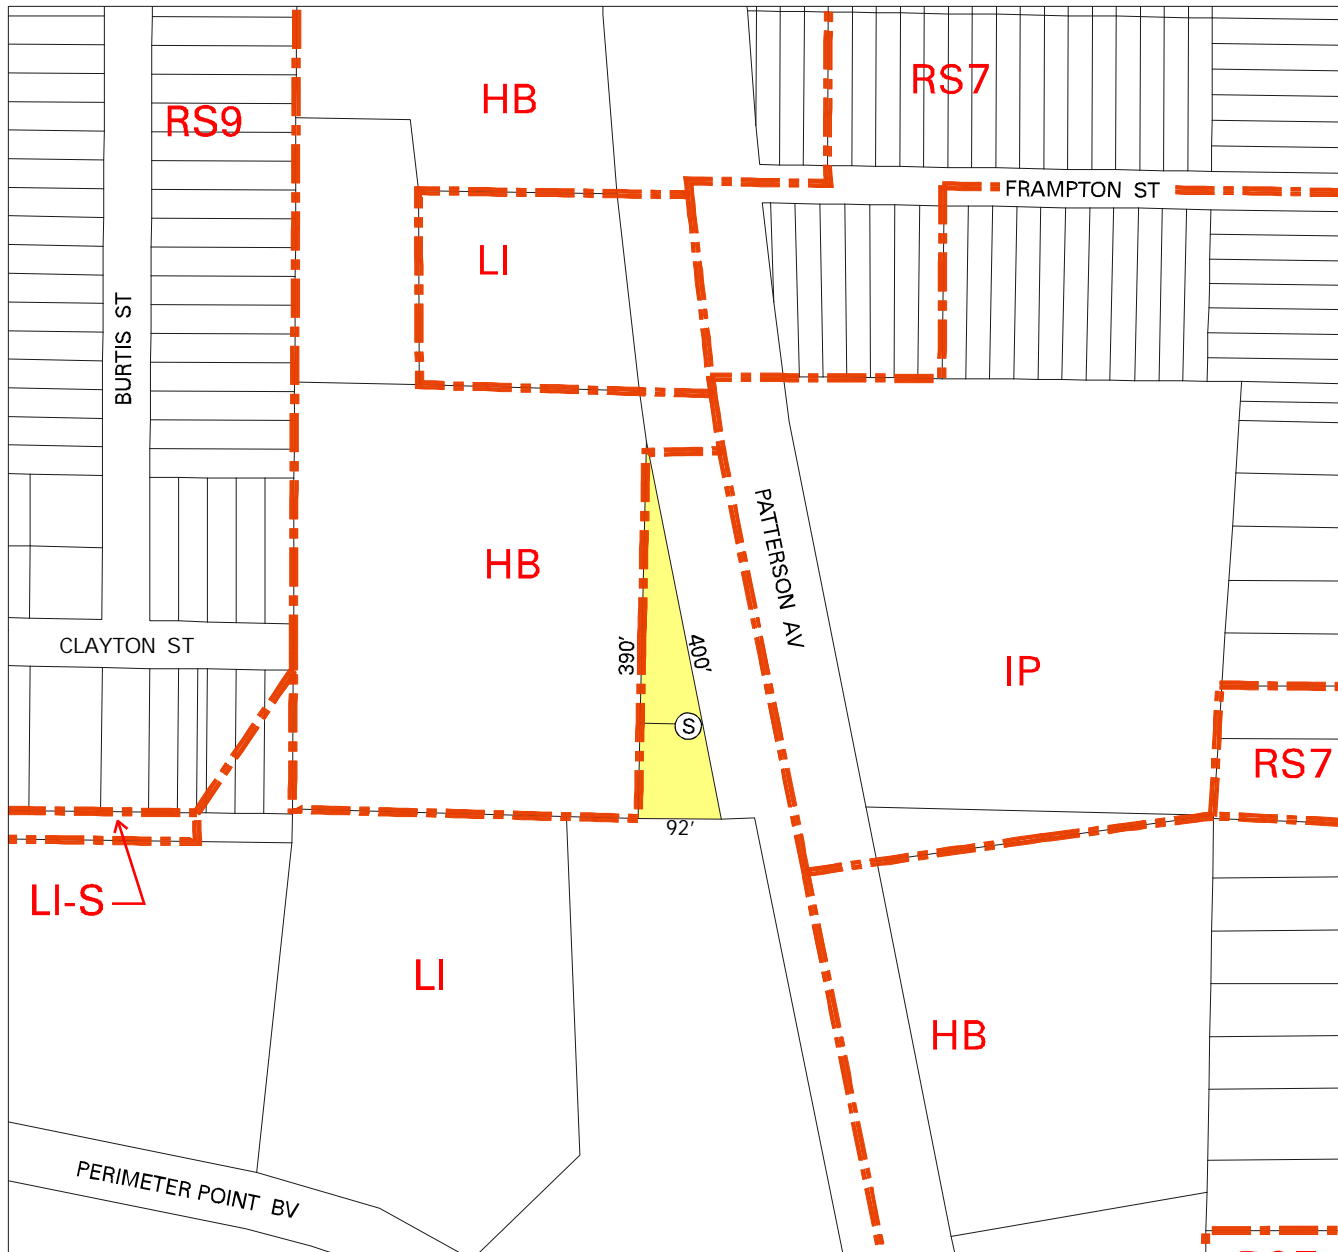 RS7
HB
RS9
FRAMPTON ST
LI
BURTIS ST
HB
PATTERSON AV
CLAYTON ST
390'
400'
IP
S
RS7
92'
LI-S
LI
HB
PERIMETER POINT BV